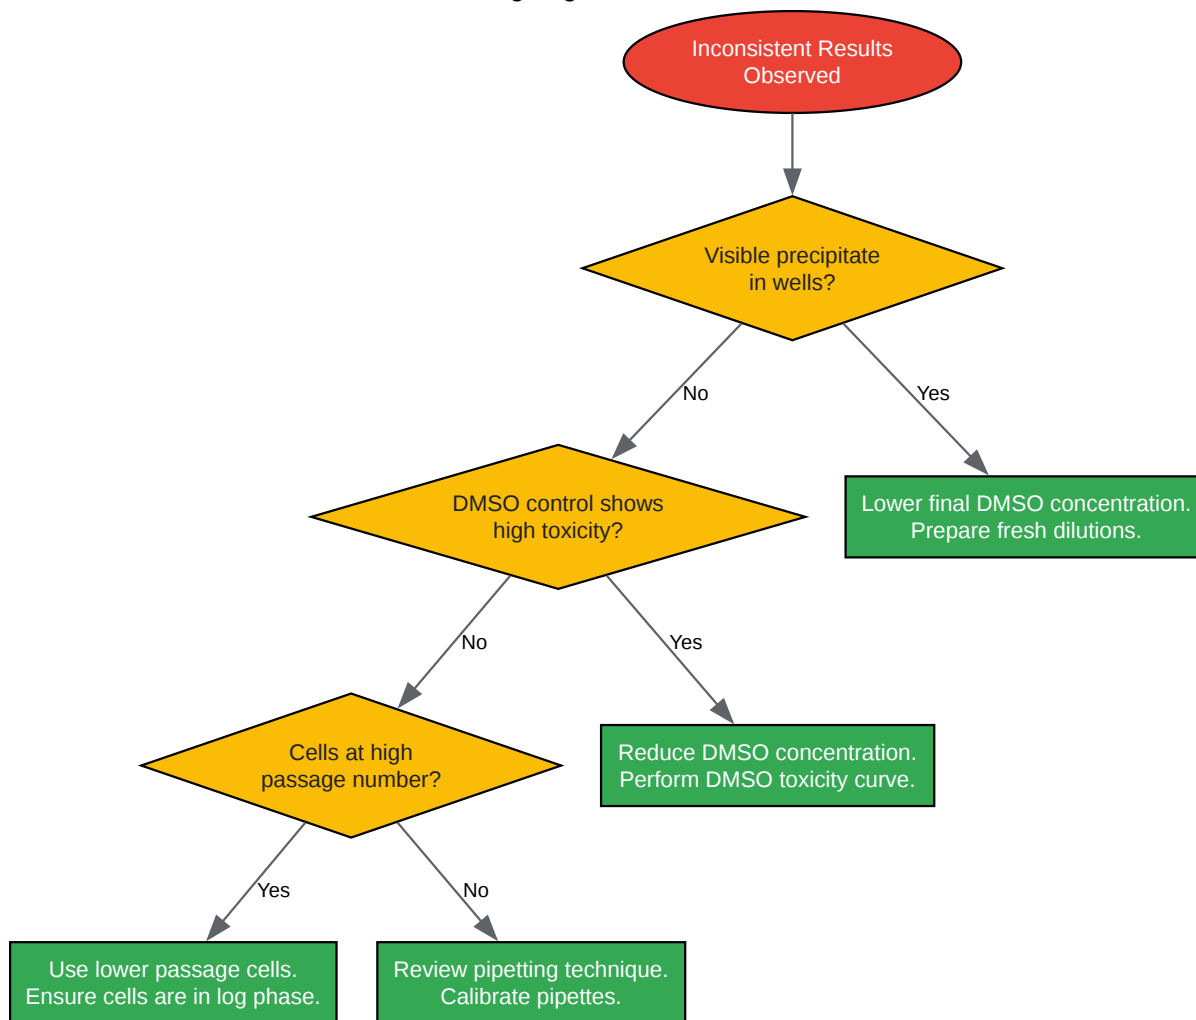 Inconsistent Results
Observed
Visible precipitate
in wells?
No
Yes
DMSO control shows
high toxicity?
Lower final DMSO concentration.
Prepare fresh dilutions.
No
Yes
Cells at high
passage number?
Reduce DMSO concentration.
Perform DMSO toxicity curve.
Yes
No
Use lower passage cells.
Ensure cells are in log phase.
Review pipetting technique.
Calibrate pipettes.